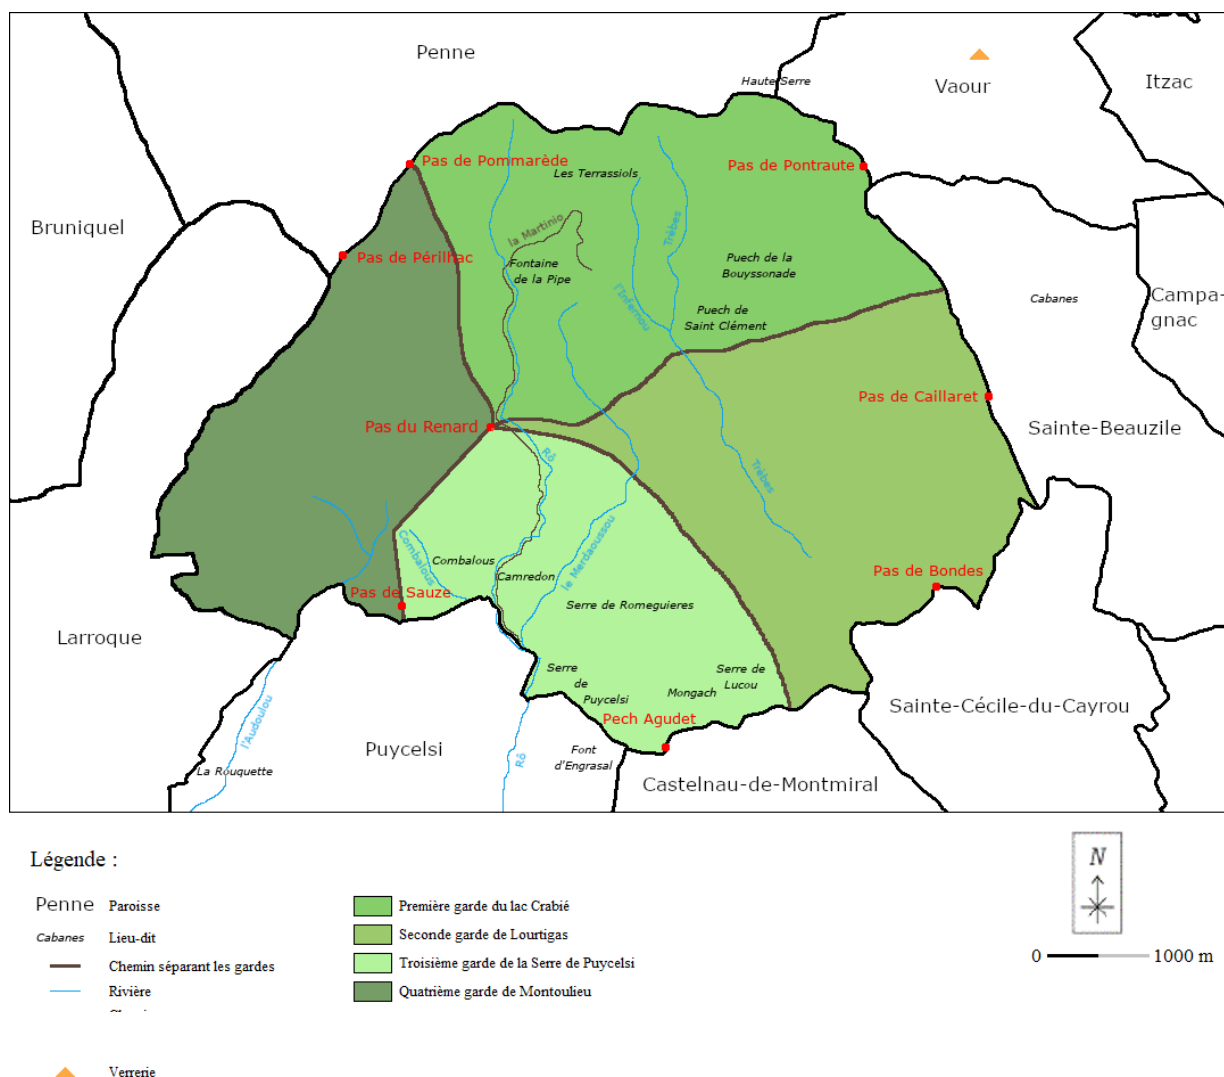 Penne
Haute Serre
Vaour
Itzac
Pas de Pommarède
Les Terrassiols
Pas de Pontraute
Bruniquel
la Martinio
Trèbes
Pas de Périlhac
Fontaine
de la Pipe
Puech de la
Bouyssonade
l'Infernou
Puech de
Saint Clément
Cabanes
Campa-
gnac
Pas de Caillaret
Pas du Renard
Sainte-Beauzile
Rô
Trèbes
Combalous
Combalous
le Merdaoussou
Camredon
Pas de Bondes
Pas de Sauze
Serre de Romeguieres
Larroque
Serre
de
Puycelsi
Serre de
Lucou
Mongach
Sainte-Cécile-du-Cayrou
l'Audoulou
Pech Agudet
Puycelsi
Rô
Font
d'Engrasal
La Rouquette
Castelnau-de-Montmiral
Légende :
Penne Paroisse
Cabanes Lieu-dit
Chemin séparant les gardes
Rivière
Verrerie
Première garde du lac Crabié
Seconde garde de Lourtigas
Troisième garde de la Serre de Puycelsi
Quatrième garde de Montoulieu
N
0 1000 m